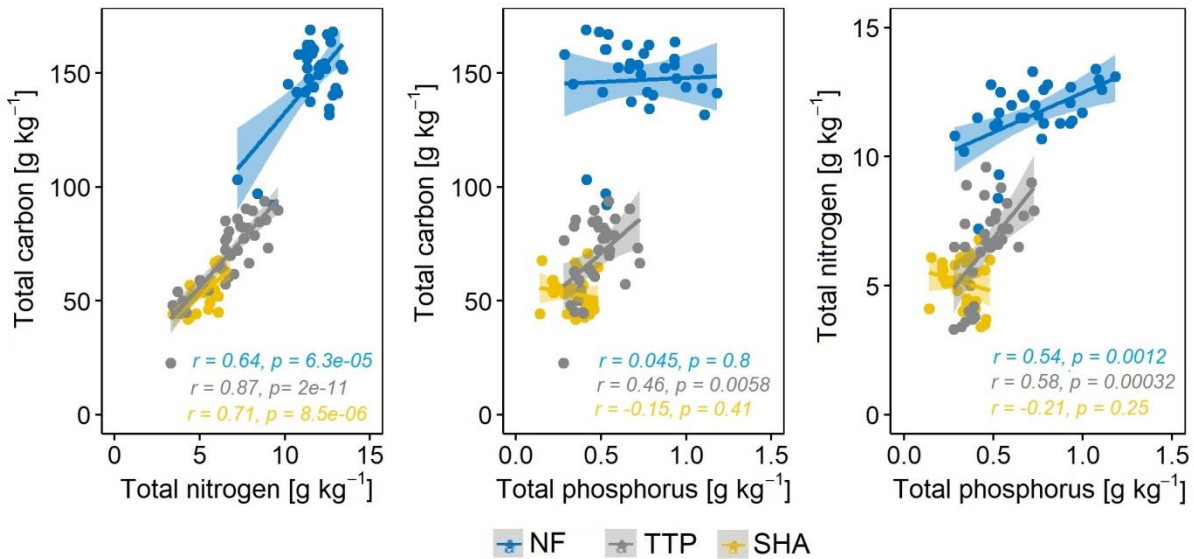 Total carbon [g kg⁻¹]
150
100
50
0
r = 0.64, p = 6.3e-05
r = 0.87, p= 2e-11
r = 0.71, p = 8.5e-06
0 5 10 15
Total nitrogen [g kg⁻¹]
Total carbon [g kg⁻¹]
150
100
50
0
r = 0.045, p = 0.8
r = 0.46, p = 0.0058
r = -0.15, p = 0.41
0.0 0.5 1.0 1.5
Total phosphorus [g kg⁻¹]
Total nitrogen [g kg⁻¹]
15
10
5
0
r = 0.54, p = 0.0012
r = 0.58, p = 0.00032
r = -0.21, p = 0.25
0.0 0.5 1.0 1.5
Total phosphorus [g kg⁻¹]
a NF a TTP a SHA